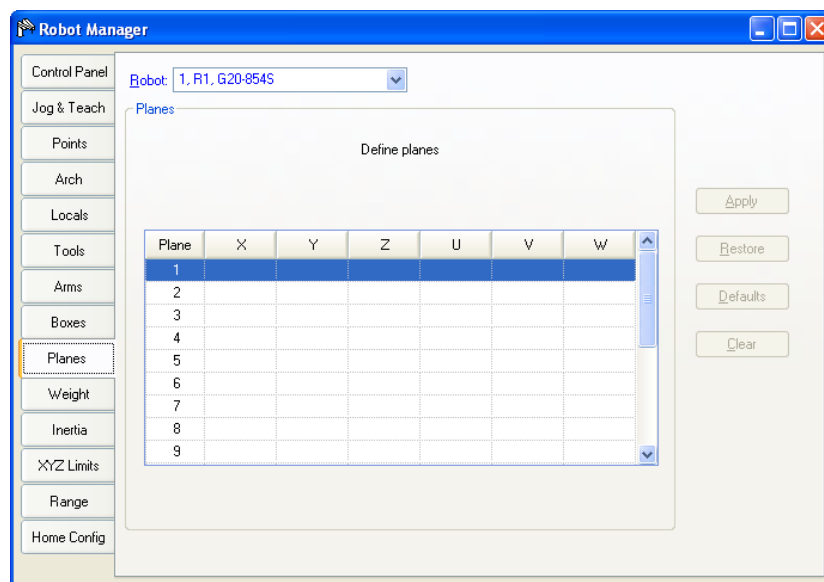 Robot Manager
Control Panel
Jog & Teach
Points
Arch
Locals
Tools
Arms
Boxes
Planes
Weight
Inertia
XYZ Limits
Range
Home Config
Robot: 1, R1, G20-854S
Planes
Define planes
Plane X Y Z U V W
1
2
3
4
5
6
7
8
9
Apply
Restore
Defaults
Clear